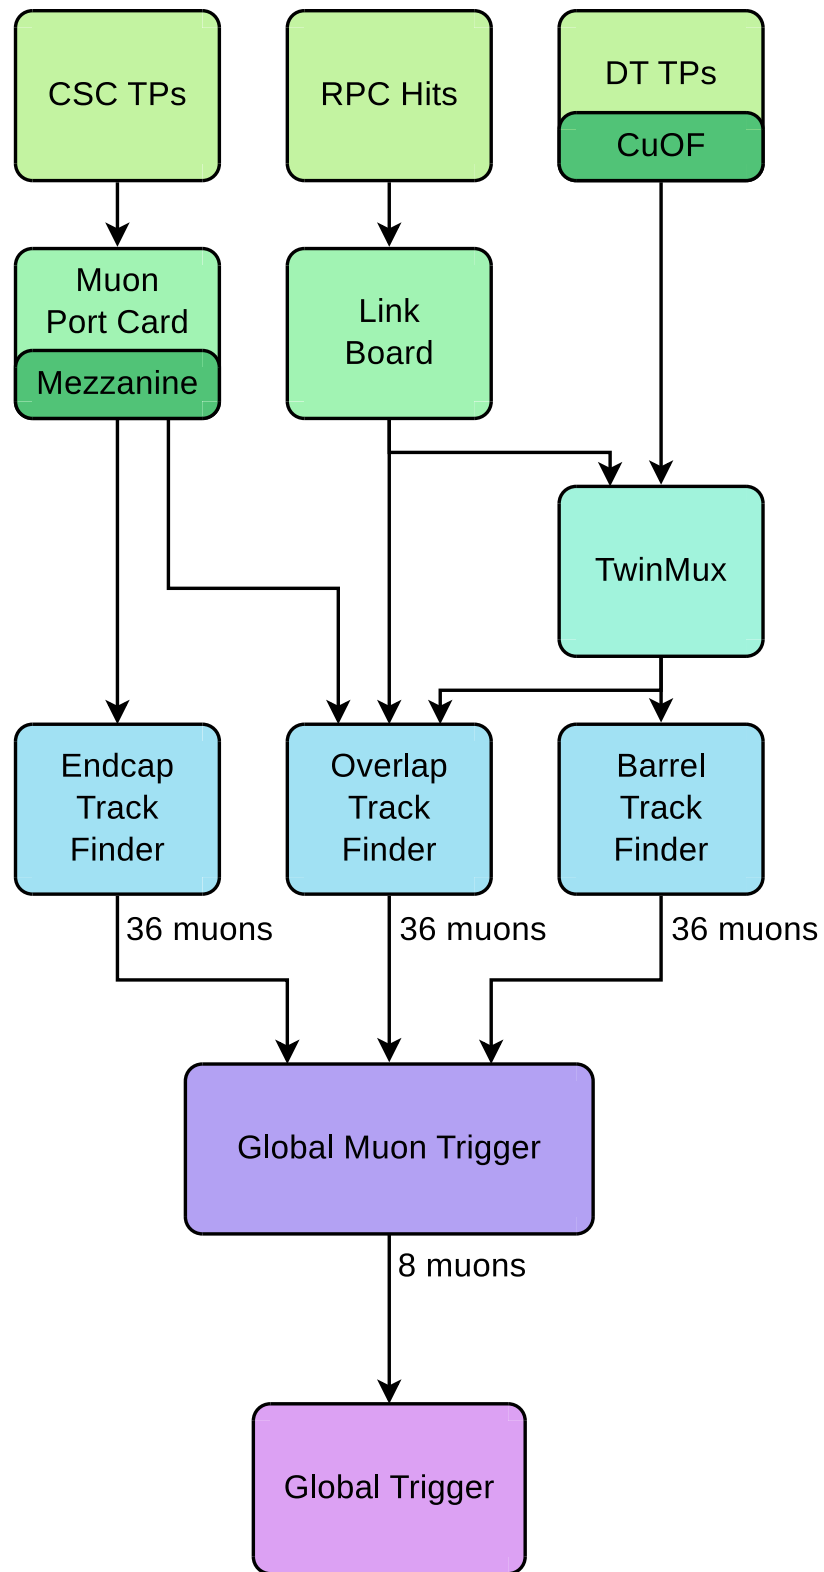 CSC TPs
RPC Hits
DT TPs
CuOF
Muon
Port Card
Mezzanine
Link
Board
TwinMux
Endcap
Track
Finder
Overlap
Track
Finder
Barrel
Track
Finder
36 muons
36 muons
36 muons
Global Muon Trigger
8 muons
Global Trigger